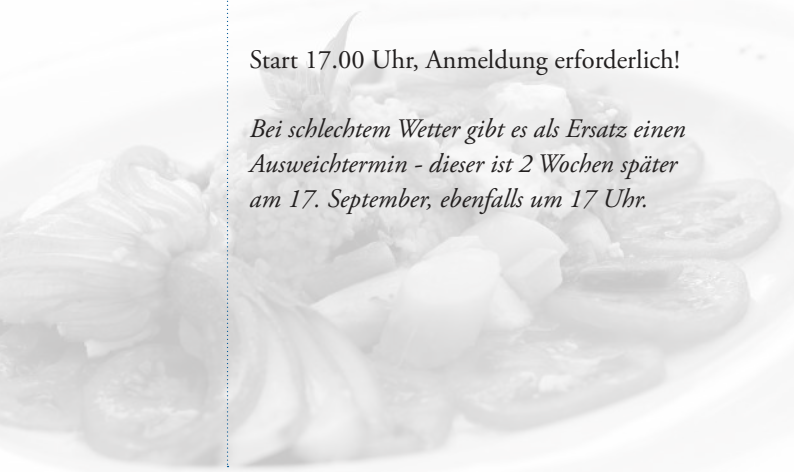 Start 17.00 Uhr, Anmeldung erforderlich!
Bei schlechtem Wetter gibt es als Ersatz einen
Ausweichtermin - dieser ist 2 Wochen später
am 17. September, ebenfalls um 17 Uhr.